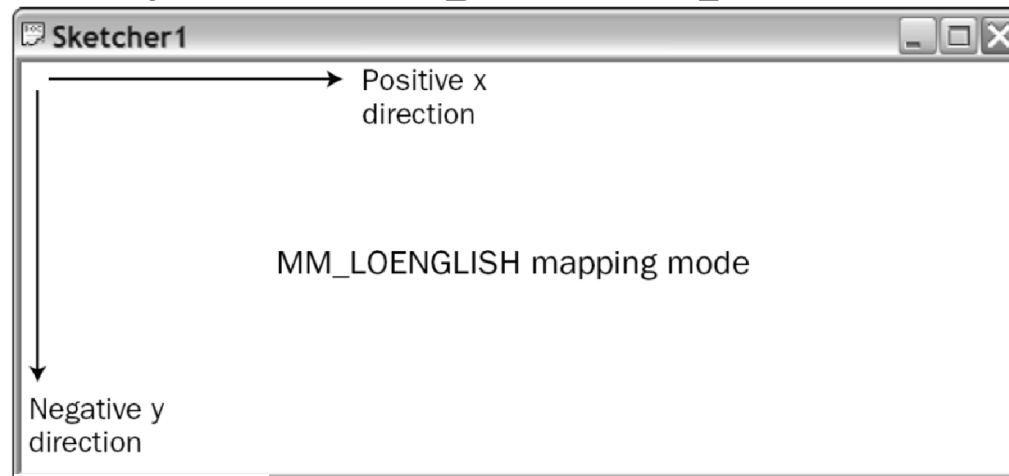 Sketcher1
Positive x
direction
MM_LOENGLISH mapping mode
Negative y
direction